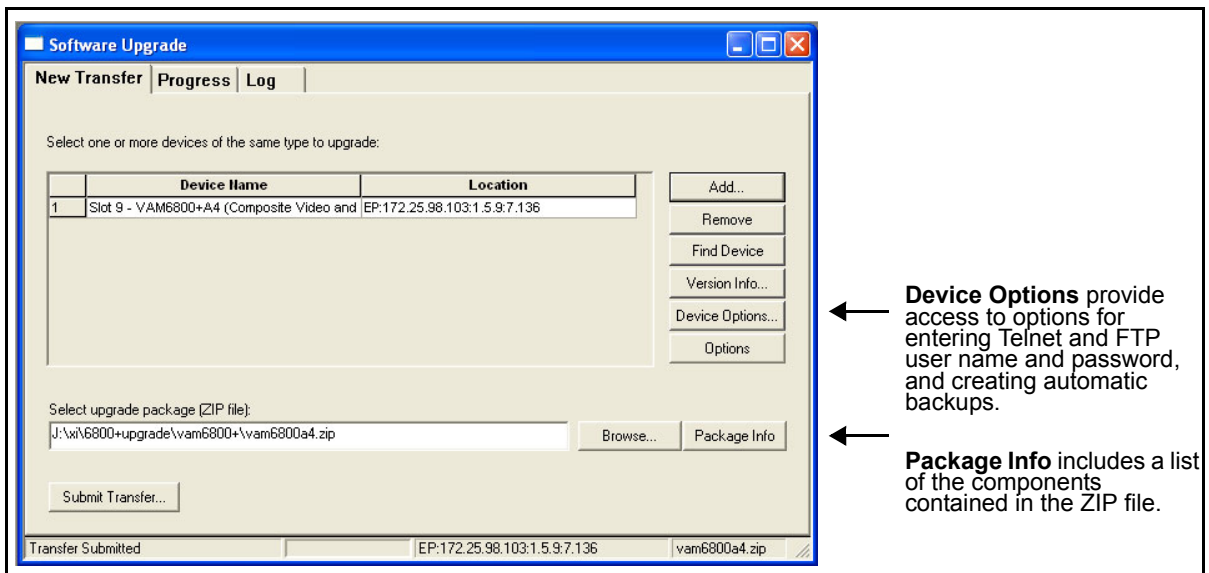 Software Upgrade
New Transfer Progress Log
Select one or more devices of the same type to upgrade:
Device Name Location
1 Slot 9 - VAM6800+A4 (Composite Video and EP:172.25.98.103:1.5.9:7.136
Add...
Remove
Find Device
Version Info...
Device Options...
Options
Select upgrade package (ZIP file):
J:\xi\6800+upgrade\vam6800+\vam6800a4.zip
Browse... Package Info
Submit Transfer...
Transfer Submitted EP:172.25.98.103:1.5.9:7.136 vam6800a4.zip
Device Options provide
access to options for
entering Telnet and FTP
user name and password,
and creating automatic
backups.
Package Info includes a list
of the components
contained in the ZIP file.